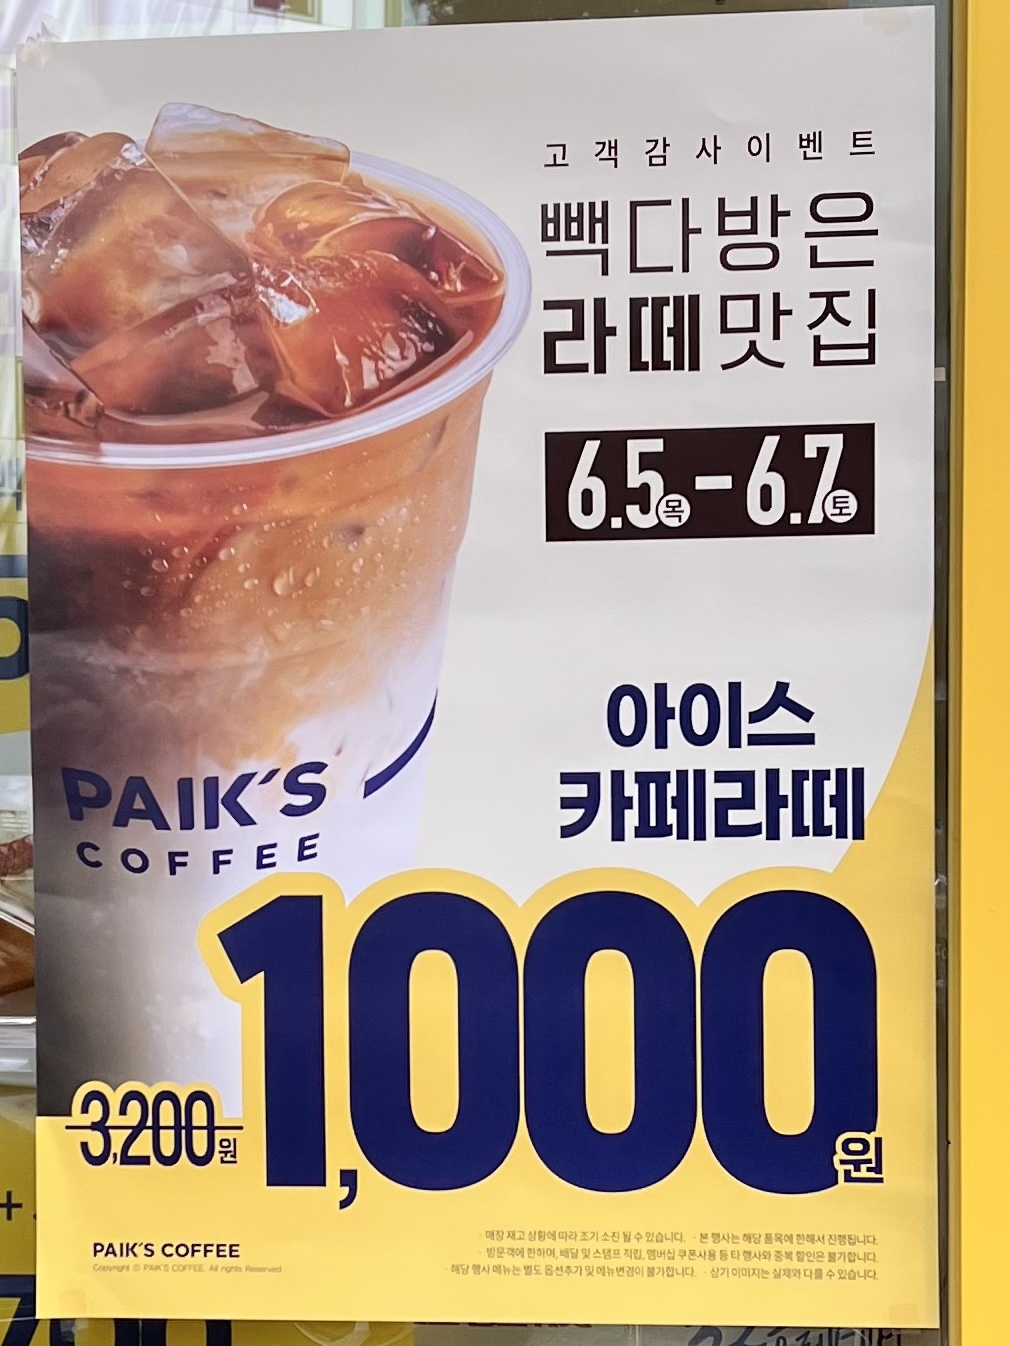 고객감사이벤트
빽다방은
라떼맛집
6.5목-6.7토
아이스
카페라떼
PAIK'S
COFFEE
1,000원
3,200원
· 매장 재고 상황에 따라 조기 소진 될 수 있습니다. · 본 행사는 해당 품목에 한해서 진행됩니다.
· 방문객에 한하여, 배달 및 스탬프 적립, 멤버십 쿠폰사용 등 타 행사와 중복 할인은 불가합니다.
· 해당 행사 메뉴는 별도 옵션추가 및 메뉴변경이 불가합니다. · 상기 이미지는 실제와 다를 수 있습니다.
PAIK'S COFFEE
Copyright ⓒ PAIK'S COFFEE. All rights Reserved